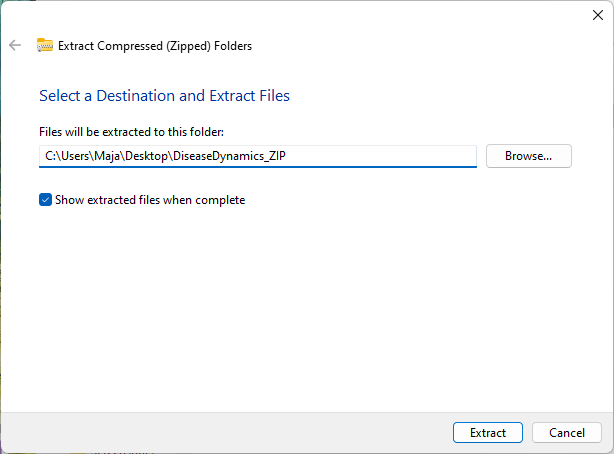 Extract Compressed (Zipped) Folders
Select a Destination and Extract Files
Files will be extracted to this folder:
C:\Users\Maja\Desktop\DiseaseDynamics_ZIP
Browse...
Show extracted files when complete
Extract
Cancel